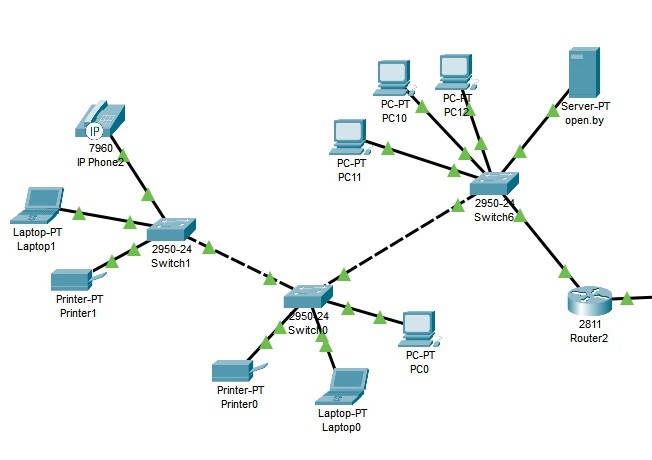 PC-PT
PC10
PC-PT
PC12
Server-PT
open.by
7960
IP Phone2
IP
PC-PT
PC11
2950-24
Switch6
Laptop-PT
Laptop1
2950-24
Switch1
Printer-PT
Printer1
2950-24
Switch0
2811
Router2
PC-PT
PC0
Printer-PT
Printer0
Laptop-PT
Laptop0